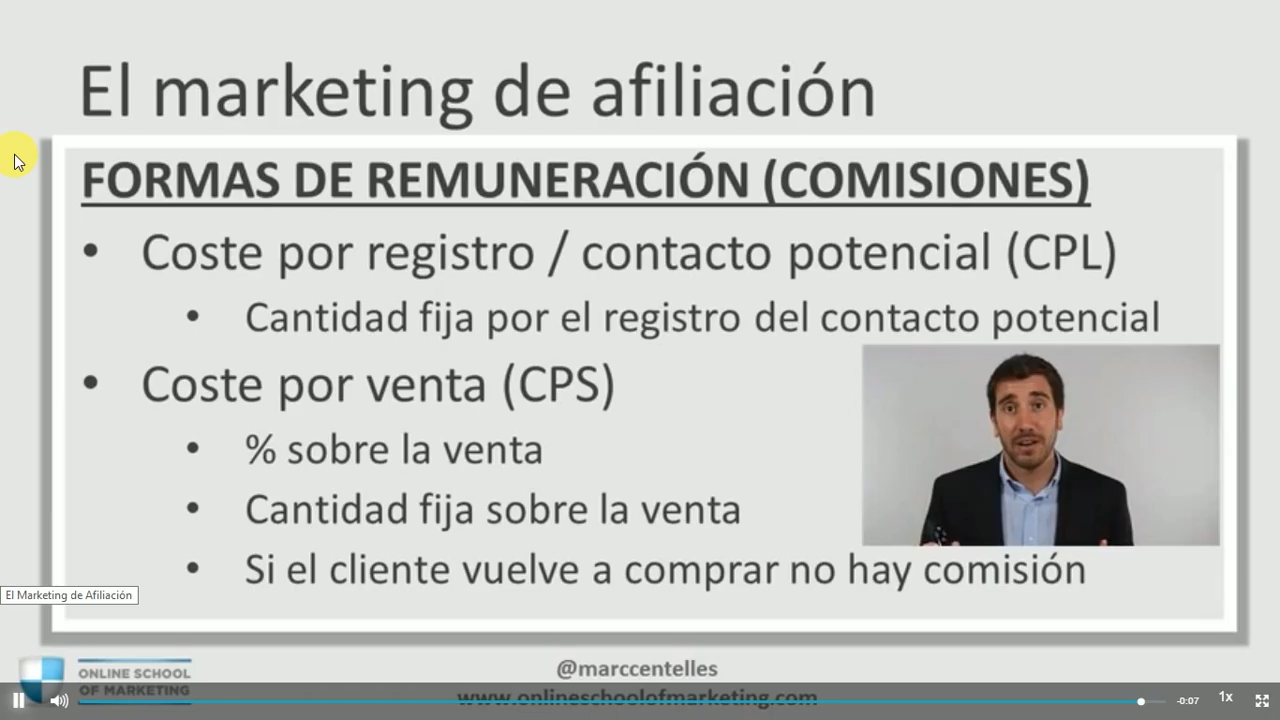 El marketing de afiliación
FORMAS DE REMUNERACIÓN (COMISIONES)
• Coste por registro / contacto potencial (CPL)
• Cantidad fija por el registro del contacto potencial
• Coste por venta (CPS)
• % sobre la venta
• Cantidad fija sobre la venta
• Si el cliente vuelve a comprar no hay comisión
El Marketing de Afiliación
ONLINE SCHOOL
OF MARKETING
@marccentelles
www.onlineschoolofmarketing.com
-0:07
1x